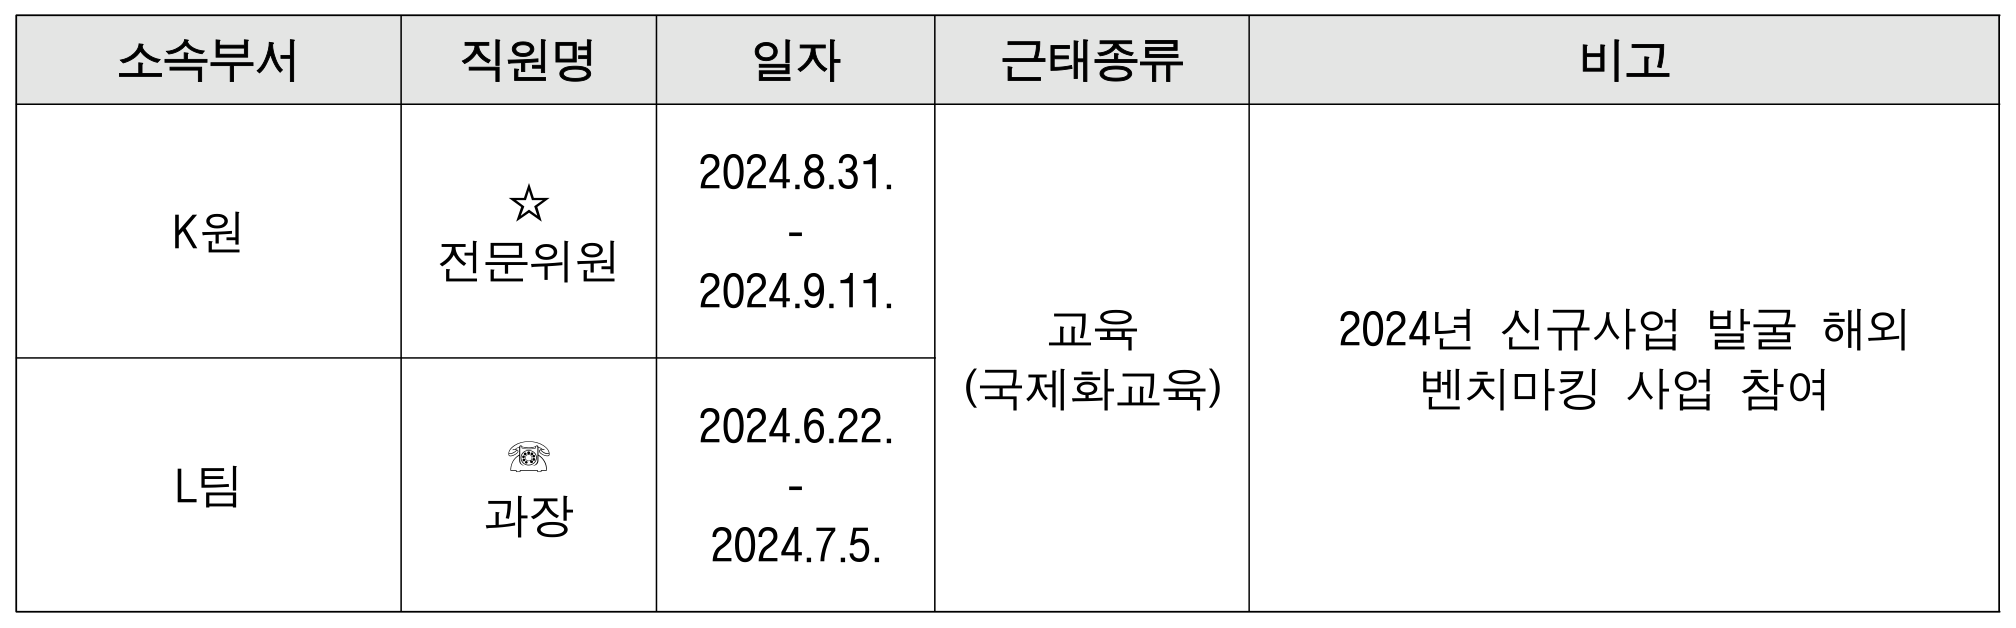 소속부서 직원명 일자 근태종류 비고
K원
☆
전문위원
2024.8.31.
-
2024.9.11.
교육
(국제화교육)
2024년 신규사업 발굴 해외
벤치마킹 사업 참여
L팀
☏
과장
2024.6.22.
-
2024.7.5.